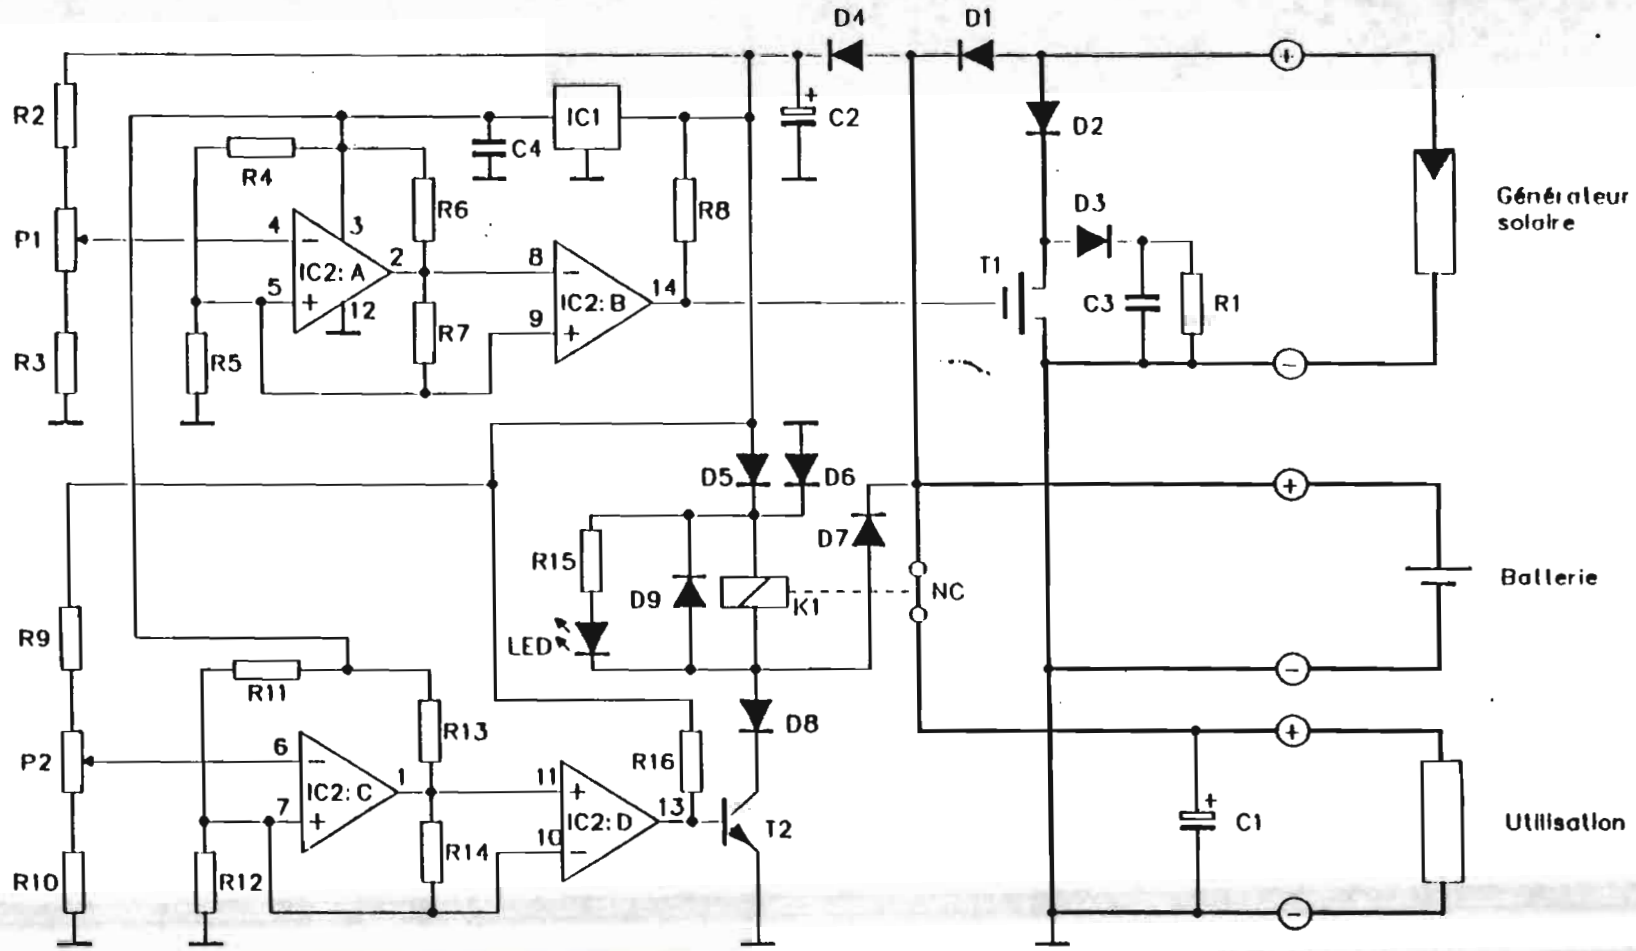 D4 D1
R2 IC1 + C2 D2 +
C4
R4
R6 R8 D3 Générateur
solaire
P1 4 − 3
IC2: A 2 8 − T1
14
5 + 12 IC2: B C3 R1
9 +
R7
R3 R5 −
D5 D6 +
D7
R15
D9 K1 NC Batterie
R9 LED
R11 −
R13 D8 +
P2 6 − R16
1 11 +
IC2: C 13 + C1
7 + IC2: D T2 Utilisation
10 −
R14
R10 R12 −